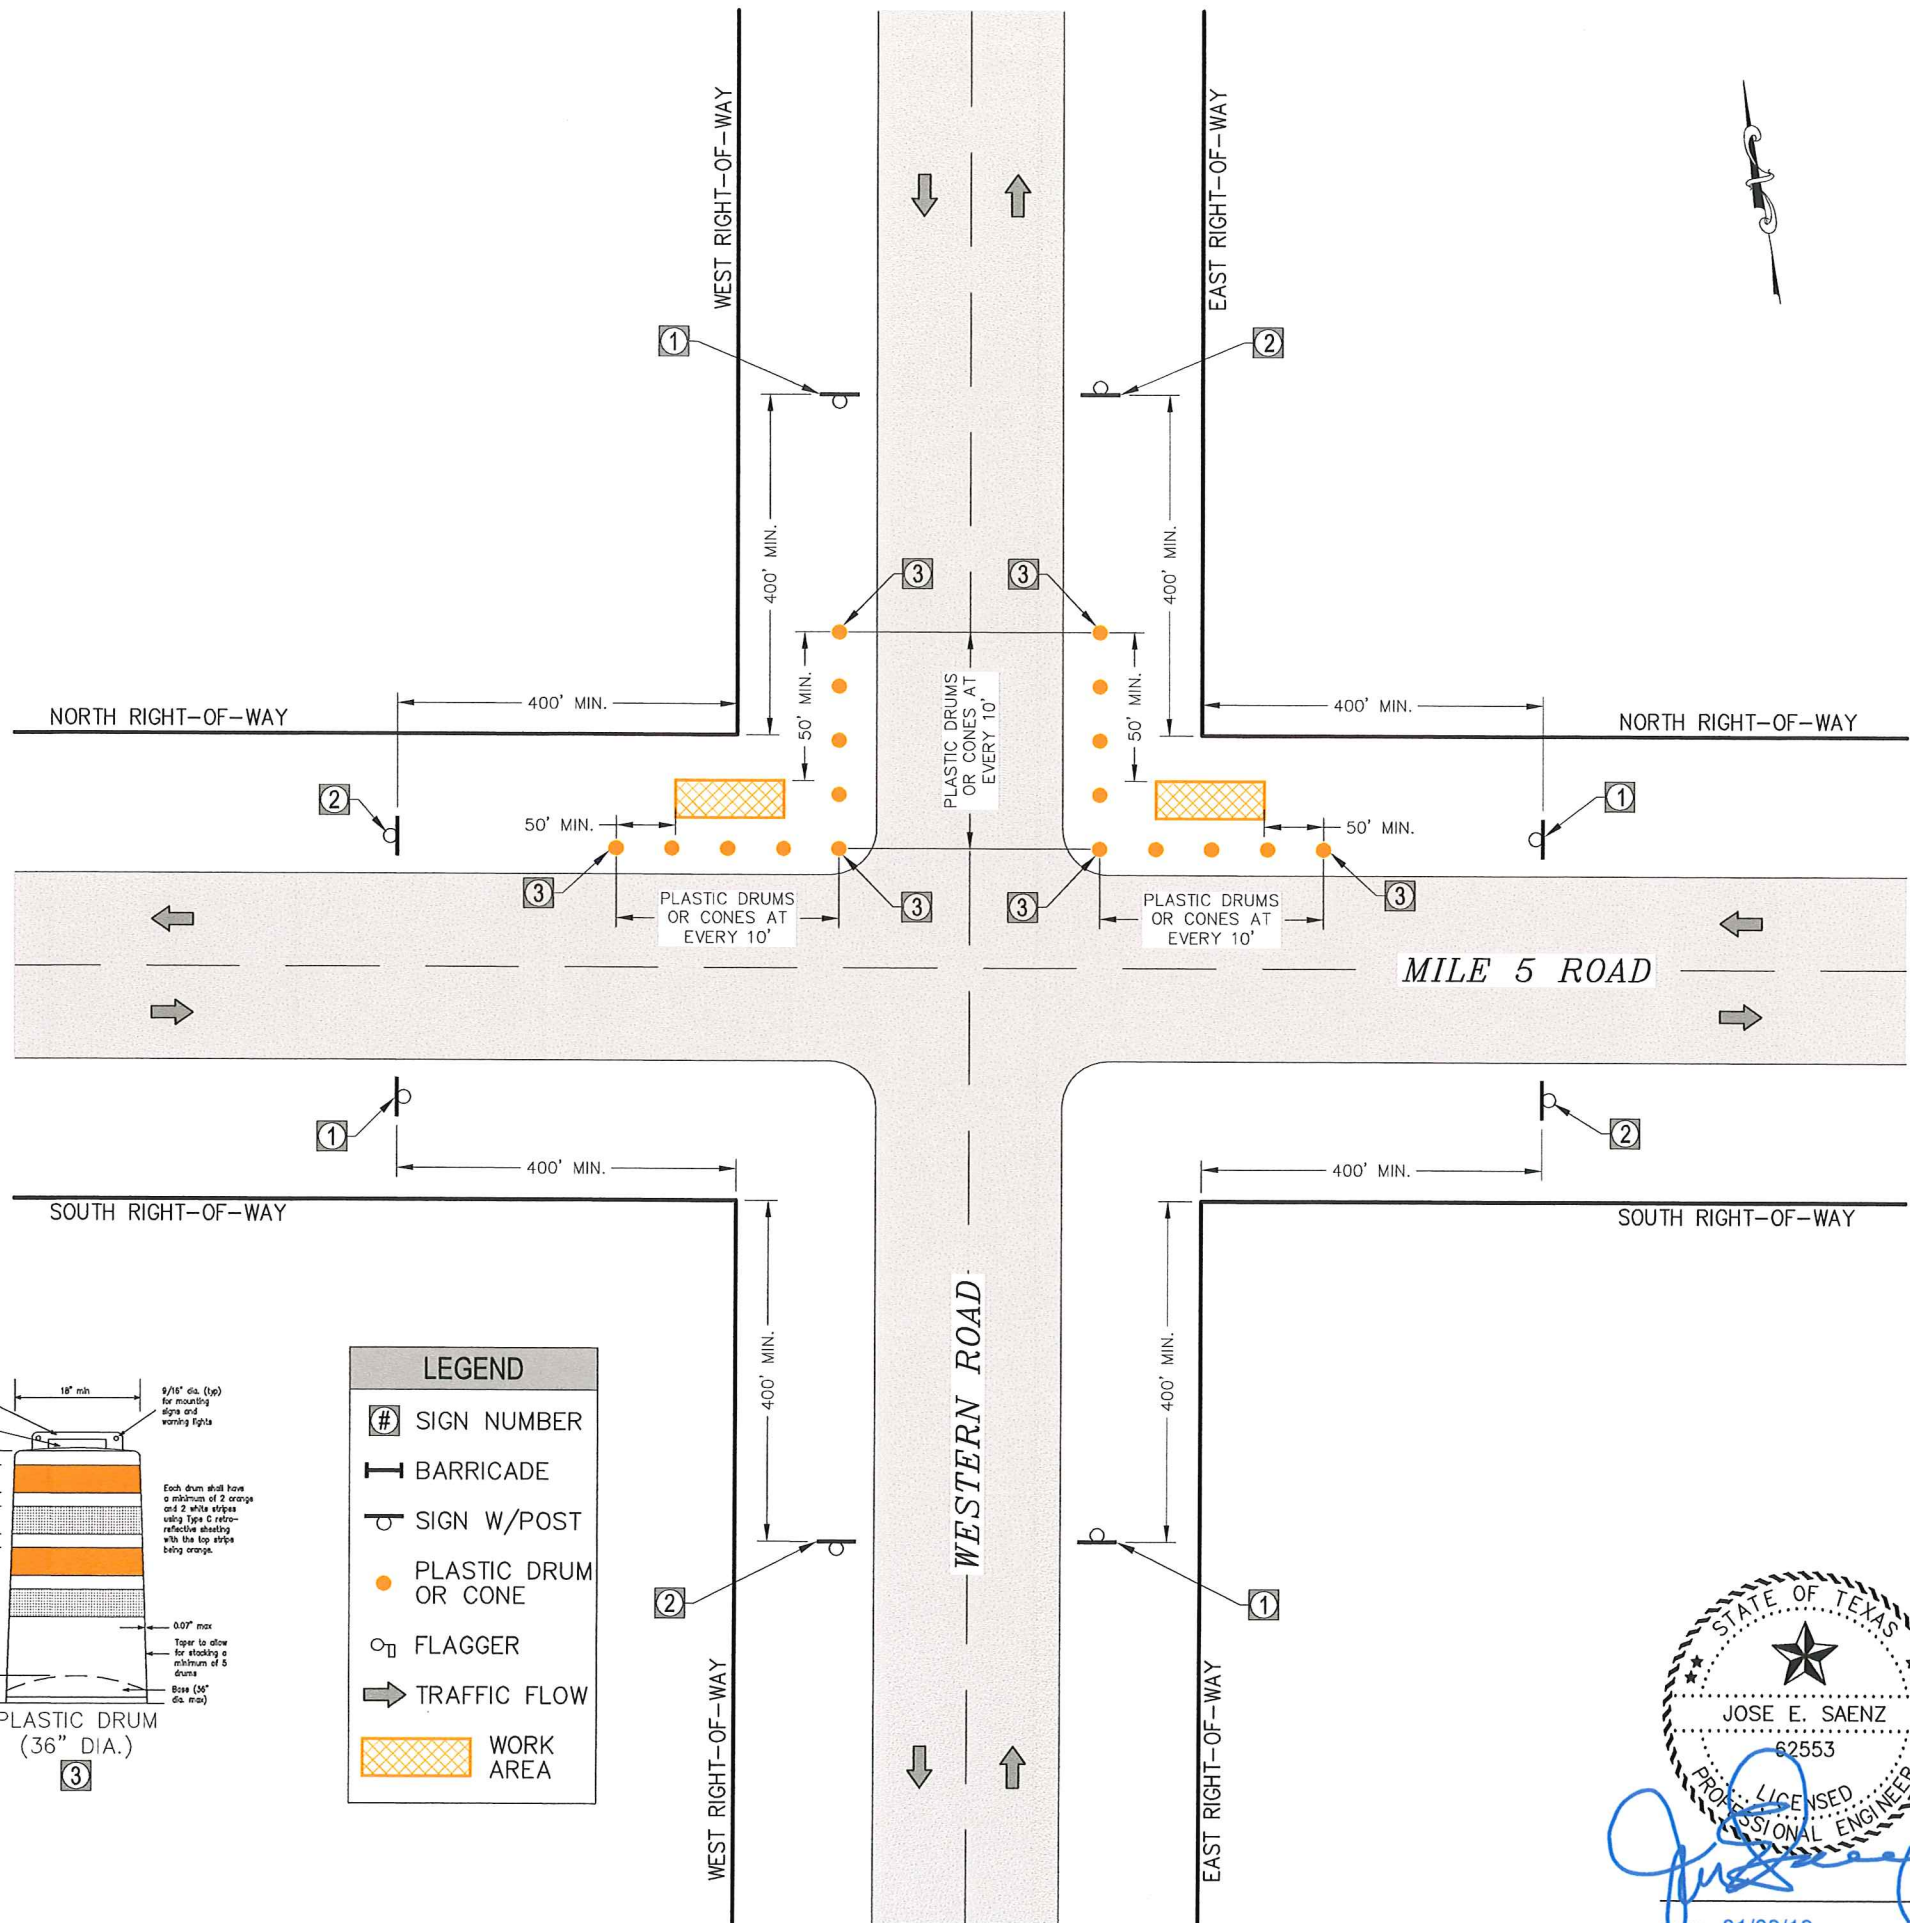 WEST RIGHT-OF-WAY
EAST RIGHT-OF-WAY
1
2
400' MIN.
400' MIN.
3
3
50' MIN.
50' MIN.
PLASTIC DRUMS
OR CONES AT
EVERY 10'
400' MIN.
400' MIN.
NORTH RIGHT-OF-WAY
NORTH RIGHT-OF-WAY
2
1
50' MIN.
50' MIN.
3
3
3
3
PLASTIC DRUMS
OR CONES AT
EVERY 10'
PLASTIC DRUMS
OR CONES AT
EVERY 10'
MILE 5 ROAD
1
2
400' MIN.
400' MIN.
SOUTH RIGHT-OF-WAY
SOUTH RIGHT-OF-WAY
400' MIN.
400' MIN.
WESTERN ROAD
2
1
WEST RIGHT-OF-WAY
EAST RIGHT-OF-WAY
18" min
9/16" dia. (typ)
for mounting
signs and
warning lights
Each drum shall have
a minimum of 2 orange
and 2 white stripes
using Type C retro-
reflective sheeting
with the top stripe
being orange.
0.07" max
Taper to allow
for stacking a
minimum of 5
drums
Base (36"
dia. max)
PLASTIC DRUM
(36" DIA.)
3
LEGEND
# SIGN NUMBER
BARRICADE
SIGN W/POST
PLASTIC DRUM
OR CONE
FLAGGER
TRAFFIC FLOW
WORK
AREA
STATE OF TEXAS
JOSE E. SAENZ
62553
LICENSED
PROFESSIONAL ENGINEER